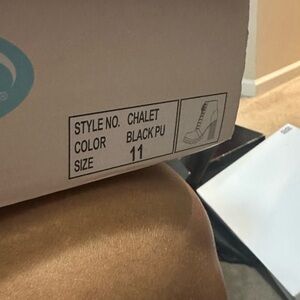 STYLE NO. CHALET
COLOR BLACK PU
SIZE 11
®